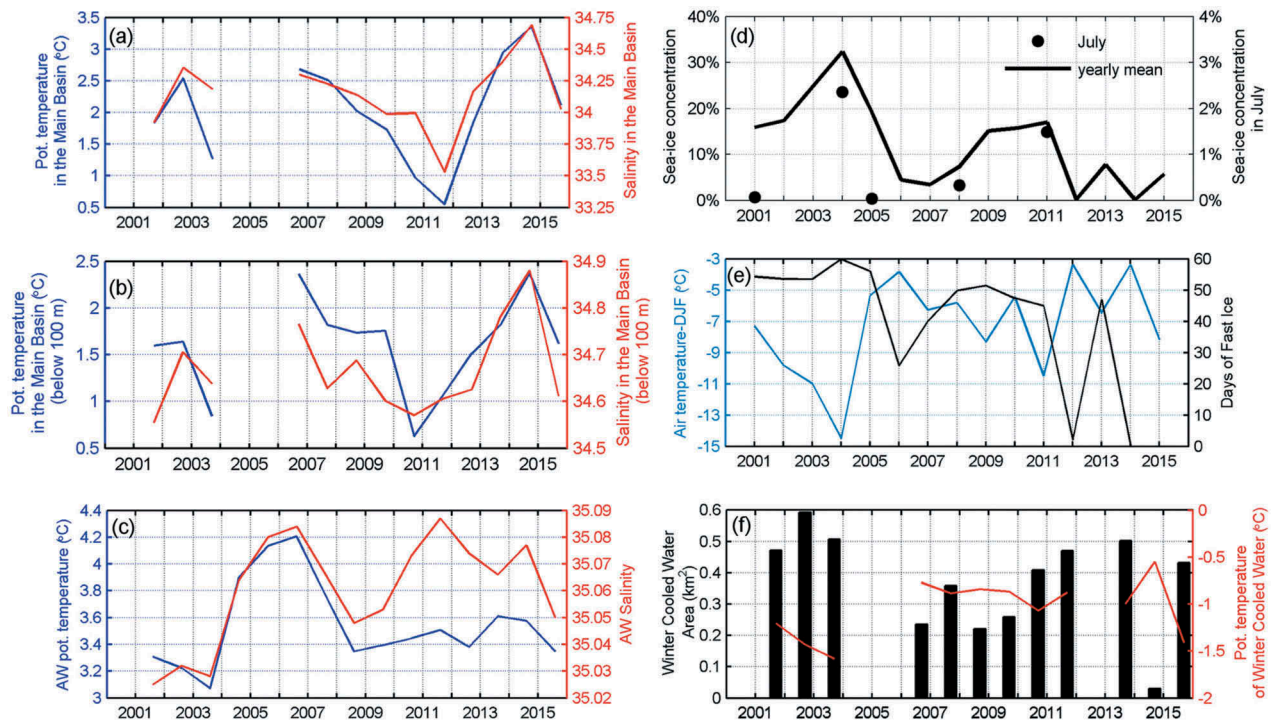 (a)
Pot. temperature
in the Main Basin (°C)
3.5
3
2.5
2
1.5
1
0.5
2001 2003 2005 2007 2009 2011 2013 2015
34.75
34.5
34.25
34
33.75
33.5
33.25
Salinity in the Main Basin
(b)
Pot. temperature
in the Main Basin (°C)
(below 100 m)
2.5
2
1.5
1
0.5
2001 2003 2005 2007 2009 2011 2013 2015
34.9
34.8
34.7
34.6
34.5
Salinity in the Main Basin
(below 100 m)
(c)
AW pot. temperature (°C)
4.4
4.2
4
3.8
3.6
3.4
3.2
3
2001 2003 2005 2007 2009 2011 2013 2015
35.09
35.08
35.07
35.06
35.05
35.04
35.03
35.02
AW Salinity
(d)
Sea-ice concentration
40%
30%
20%
10%
0%
July
yearly mean
2001 2003 2005 2007 2009 2011 2013 2015
4%
3%
2%
1%
0%
Sea-ice concentration
in July
(e)
Air temperature-DJF (°C)
-3
-5
-7
-9
-11
-13
-15
2001 2003 2005 2007 2009 2011 2013 2015
60
50
40
30
20
10
0
Days of Fast Ice
(f)
Winter Cooled Water
Area (km²)
0.6
0.5
0.4
0.3
0.2
0.1
0
2001 2003 2005 2007 2009 2011 2013 2015
0
-0.5
-1
-1.5
-2
Pot. temperature
of Winter Cooled Water (°C)